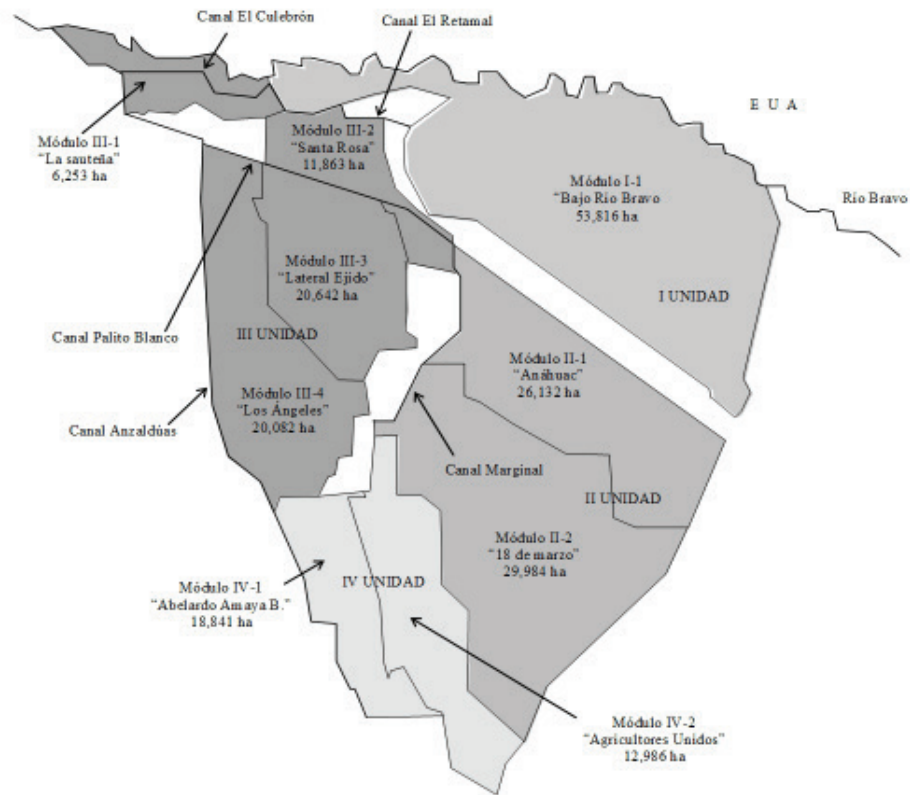 Canal El Culebrón
Canal El Retamal
E U A
Módulo III-1
“La sauteña”
6,253 ha
Módulo III-2
“Santa Rosa”
11,863 ha
Módulo I-1
“Bajo Río Bravo
53,816 ha
Río Bravo
Módulo III-3
“Lateral Ejido”
20,642 ha
I UNIDAD
Canal Palito Blanco
III UNIDAD
Módulo II-1
“Anáhuac”
26,132 ha
Módulo III-4
“Los Ángeles”
20,082 ha
Canal Anzaldúas
Canal Marginal
II UNIDAD
Módulo II-2
“18 de marzo”
29,984 ha
Módulo IV-1
“Abelardo Amaya B.”
18,841 ha
IV UNIDAD
Módulo IV-2
“Agricultores Unidos”
12,986 ha